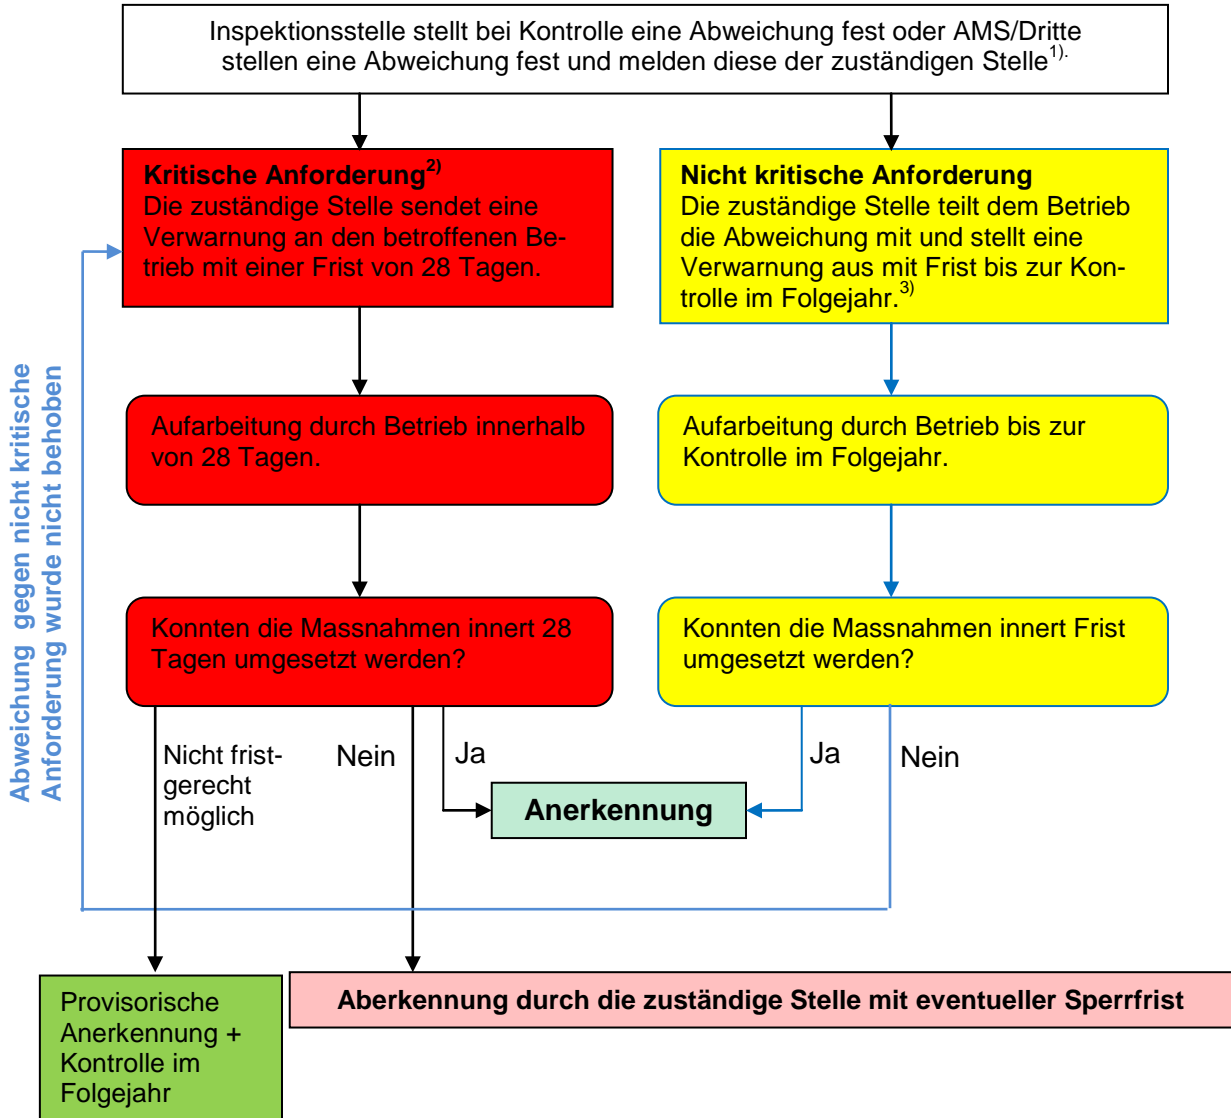 Inspektionsstelle stellt bei Kontrolle eine Abweichung fest oder AMS/Dritte
stellen eine Abweichung fest und melden diese der zuständigen Stelle1).
Kritische Anforderung2)
Die zuständige Stelle sendet eine
Verwarnung an den betroffenen Be-
trieb mit einer Frist von 28 Tagen.
Nicht kritische Anforderung
Die zuständige Stelle teilt dem Betrieb
die Abweichung mit und stellt eine
Verwarnung aus mit Frist bis zur Kon-
trolle im Folgejahr.3)
Abweichung gegen nicht kritische
Anforderung wurde nicht behoben
Aufarbeitung durch Betrieb innerhalb
von 28 Tagen.
Aufarbeitung durch Betrieb bis zur
Kontrolle im Folgejahr.
Konnten die Massnahmen innert 28
Tagen umgesetzt werden?
Konnten die Massnahmen innert Frist
umgesetzt werden?
Nicht frist-
gerecht
möglich
Nein
Ja
Ja
Nein
Anerkennung
Provisorische
Anerkennung +
Kontrolle im
Folgejahr
Aberkennung durch die zuständige Stelle mit eventueller Sperrfrist